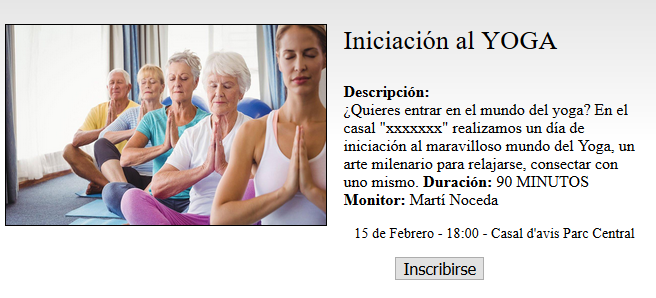 Iniciación al YOGA
Descripción:
¿Quieres entrar en el mundo del yoga? En el
casal "xxxxxxx" realizamos un día de
iniciación al maravilloso mundo del Yoga, un
arte milenario para relajarse, consectar con
uno mismo. Duración: 90 MINUTOS
Monitor: Martí Noceda
15 de Febrero - 18:00 - Casal d'avis Parc Central
Inscribirse